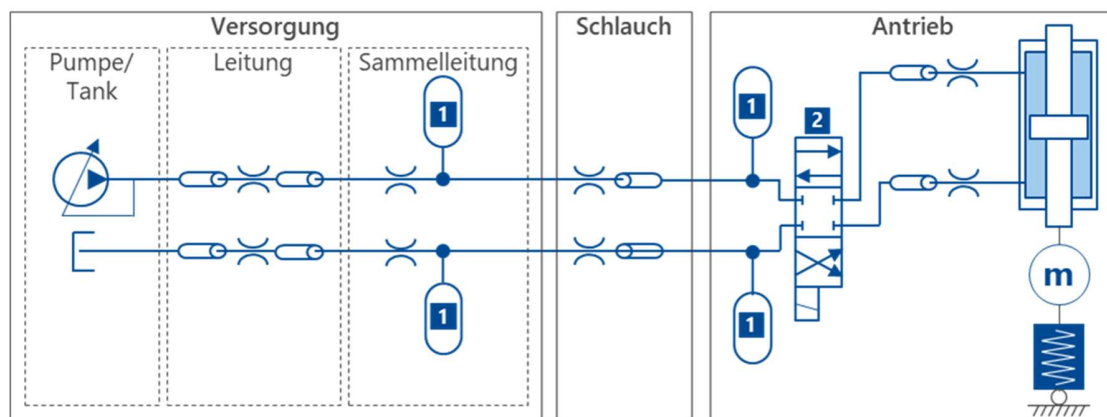 Versorgung
Schlauch
Antrieb
Pumpe/
Tank
Leitung
Sammelleitung
1
1
2
1
1
m